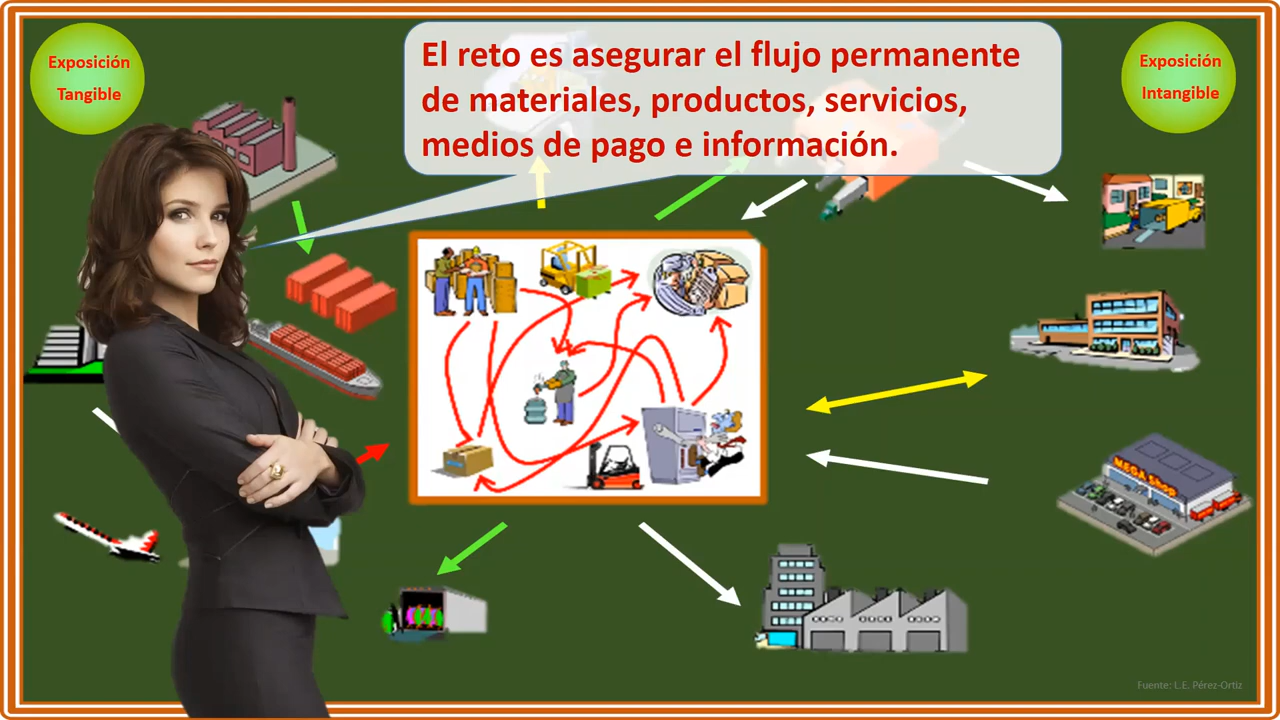 Exposición
Tangible
El reto es asegurar el flujo permanente
de materiales, productos, servicios,
medios de pago e información.
Exposición
Intangible
MEGA Shop
Fuente: L.E. Pérez-Ortiz